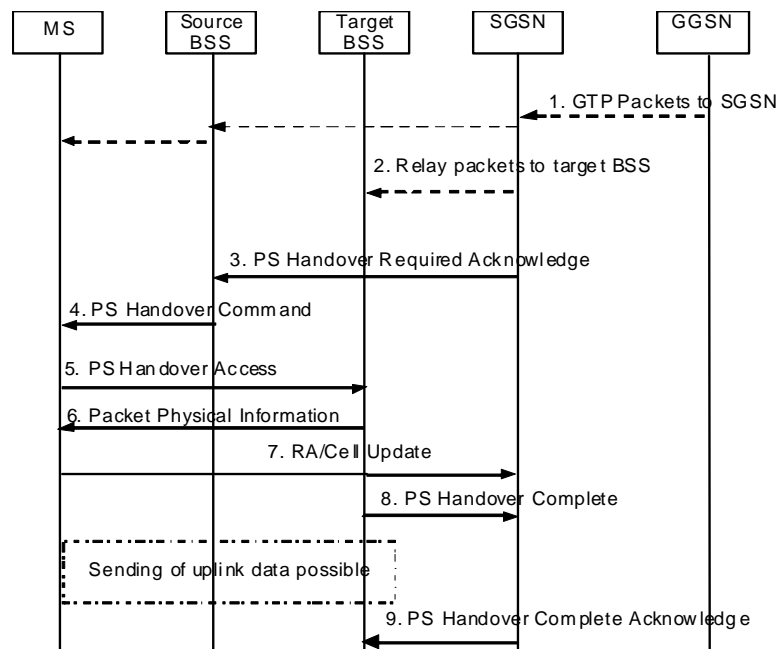 MS
Source
BSS
Target
BSS
SGSN
GGSN
1. GTP Packets to SGSN
2. Relay packets to target BSS
3. PS Handover Required Acknowledge
4. PS Handover Command
5. PS Handover Access
6. Packet Physical Information
7. RA/Cell Update
8. PS Handover Complete
Sending of uplink data possible
9. PS Handover Complete Acknowledge